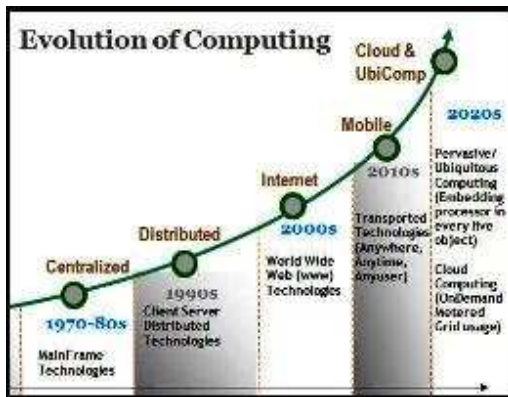 Evolution of Computing
Cloud &
UbiComp
2020s
Mobile
2010s
Pervasive/
Ubiquitous
Computing
(Embedding
processor in
every live
object)
Cloud
Computing
(OnDemand
Metored
Grid usage)
Internet
2000s
Transported
Technologies
(Anywhere,
Anytime,
Anyuser)
World Wide
Web (www)
Technologies
Distributed
1990s
Client Server
Distributed
Technologies
Centralized
1970-80s
MainFrame
Technologies